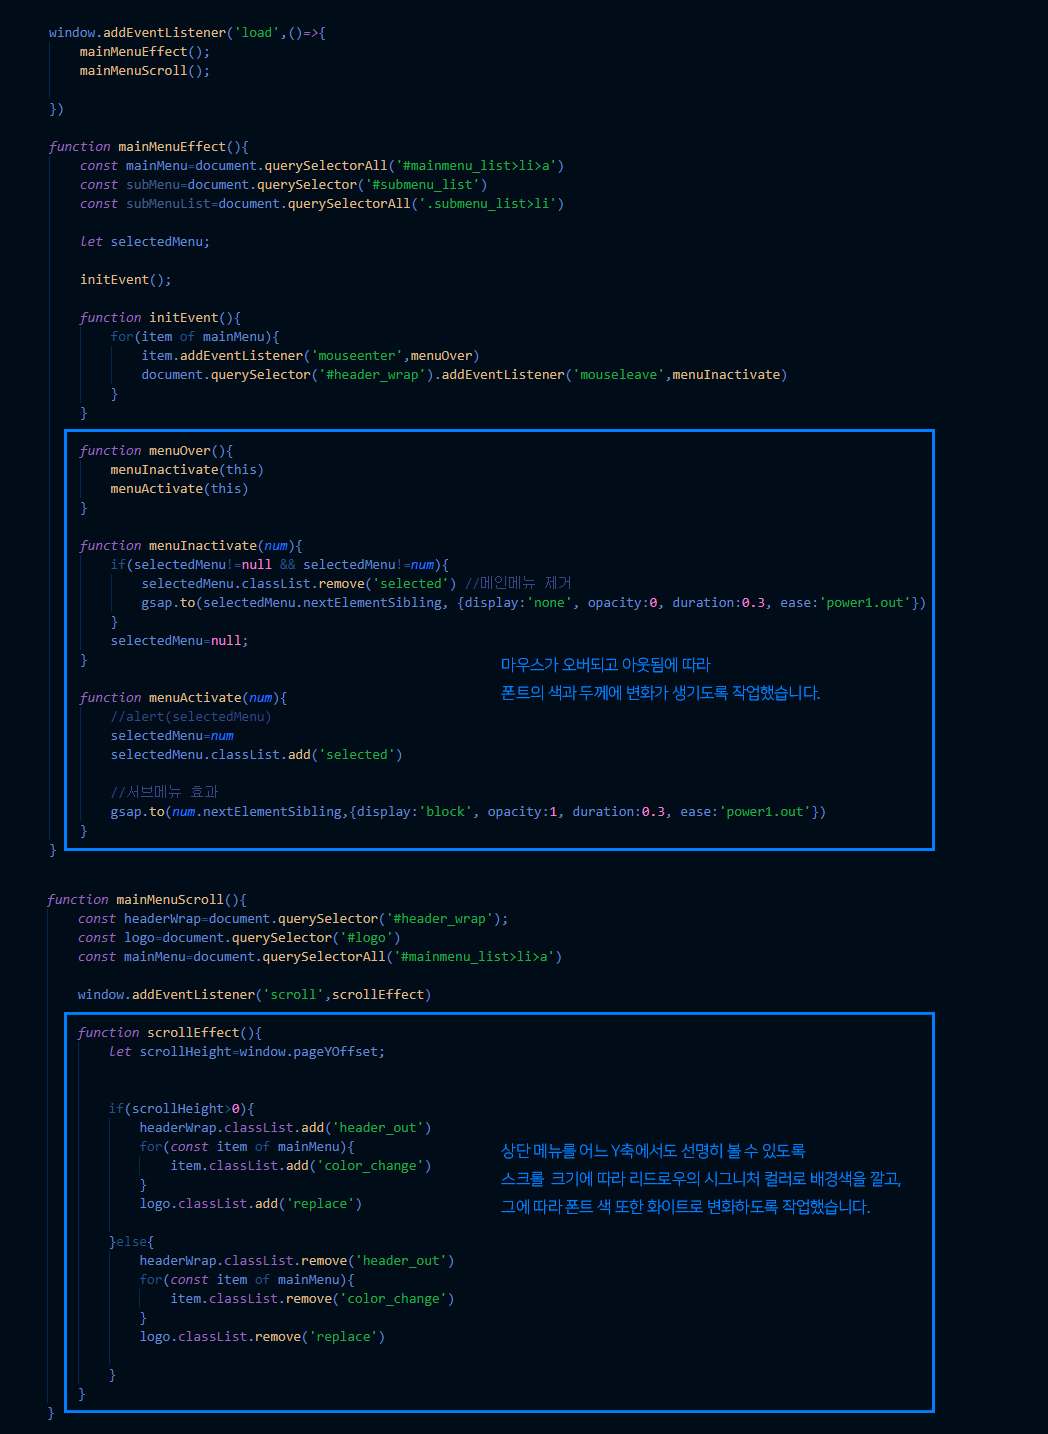 window.addEventListener('load',()=>{
mainMenuEffect();
mainMenuScroll();
})
function mainMenuEffect(){
const mainMenu=document.querySelectorAll('#mainmenu_list>li>a')
const subMenu=document.querySelector('#submenu_list')
const subMenuList=document.querySelectorAll('.submenu_list>li')
let selectedMenu;
initEvent();
function initEvent(){
for(item of mainMenu){
item.addEventListener('mouseenter',menuOver)
document.querySelector('#header_wrap').addEventListener('mouseleave',menuInactivate)
}
}
function menuOver(){
menuInactivate(this)
menuActivate(this)
}
function menuInactivate(num){
if(selectedMenu!=null && selectedMenu!=num){
selectedMenu.classList.remove('selected') //메인메뉴 제거
gsap.to(selectedMenu.nextElementSibling, {display:'none', opacity:0, duration:0.3, ease:'power1.out'})
}
selectedMenu=null;
}
마우스가 오버되고 아웃됨에 따라
폰트의 색과 두께에 변화가 생기도록 작업했습니다.
function menuActivate(num){
//alert(selectedMenu)
selectedMenu=num
selectedMenu.classList.add('selected')
//서브메뉴 효과
gsap.to(num.nextElementSibling,{display:'block', opacity:1, duration:0.3, ease:'power1.out'})
}
}
function mainMenuScroll(){
const headerWrap=document.querySelector('#header_wrap');
const logo=document.querySelector('#logo')
const mainMenu=document.querySelectorAll('#mainmenu_list>li>a')
window.addEventListener('scroll',scrollEffect)
function scrollEffect(){
let scrollHeight=window.pageYOffset;
if(scrollHeight>0){
headerWrap.classList.add('header_out')
for(const item of mainMenu){
item.classList.add('color_change')
}
logo.classList.add('replace')
상단 메뉴를 어느 Y축에서도 선명히 볼 수 있도록
스크롤 크기에 따라 리드로우의 시그니처 컬러로 배경색을 깔고,
그에 따라 폰트 색 또한 화이트로 변화하도록 작업했습니다.
}else{
headerWrap.classList.remove('header_out')
for(const item of mainMenu){
item.classList.remove('color_change')
}
logo.classList.remove('replace')
}
}
}